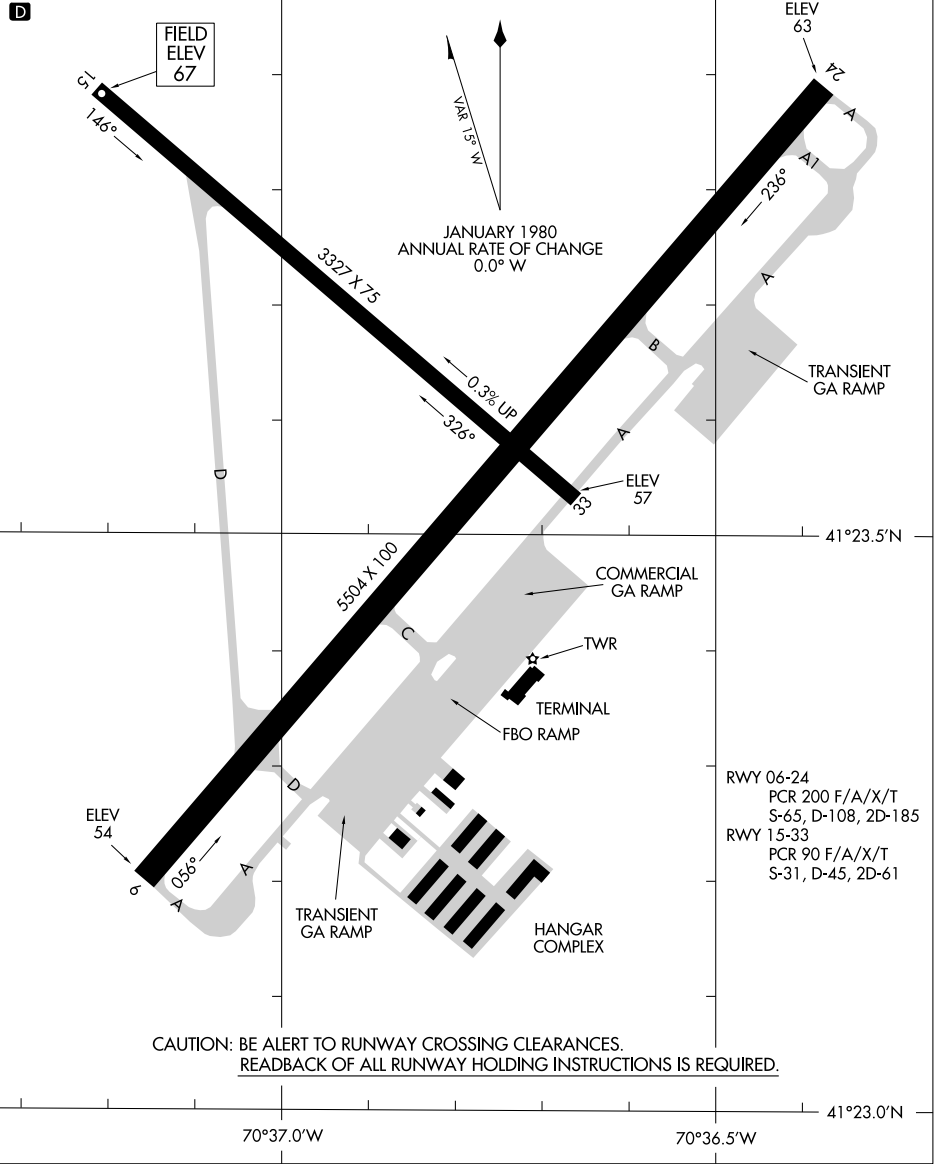 D
FIELD
ELEV
67
ELEV
63
15
24
146°
VAR 15° W
A
A1
236°
JANUARY 1980
ANNUAL RATE OF CHANGE
0.0° W
3327 X 75
A
B
TRANSIENT
GA RAMP
0.3% UP
326°
A
D
ELEV
57
33
41°23.5'N
5504 X 100
COMMERCIAL
GA RAMP
C
TWR
TERMINAL
FBO RAMP
D
RWY 06-24
PCR 200 F/A/X/T
S-65, D-108, 2D-185
RWY 15-33
PCR 90 F/A/X/T
S-31, D-45, 2D-61
ELEV
54
056°
A
6
A
TRANSIENT
GA RAMP
HANGAR
COMPLEX
CAUTION: BE ALERT TO RUNWAY CROSSING CLEARANCES.
READBACK OF ALL RUNWAY HOLDING INSTRUCTIONS IS REQUIRED.
41°23.0'N
70°37.0'W
70°36.5'W